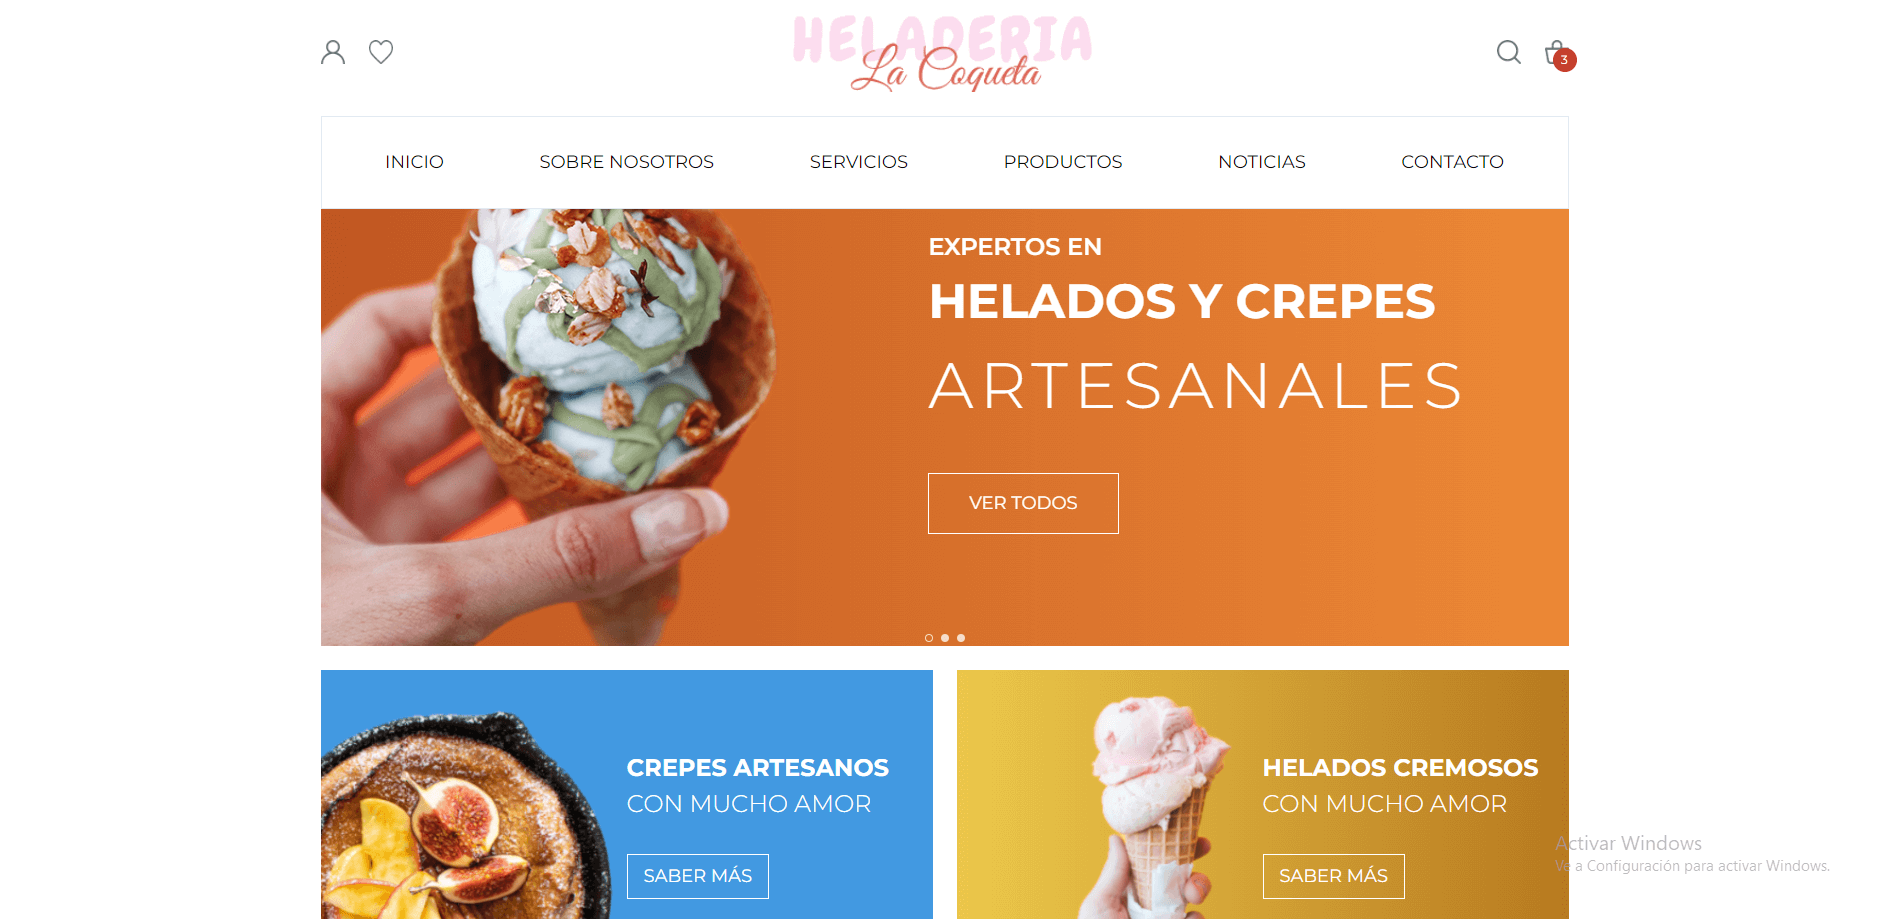 HELADERIA
La Coqueta
3
INICIO
SOBRE NOSOTROS
SERVICIOS
PRODUCTOS
NOTICIAS
CONTACTO
EXPERTOS EN
HELADOS Y CREPES
ARTESANALES
VER TODOS
CREPES ARTESANOS
CON MUCHO AMOR
SABER MÁS
HELADOS CREMOSOS
CON MUCHO AMOR
SABER MÁS
Activar Windows
Ve a Configuración para activar Windows.